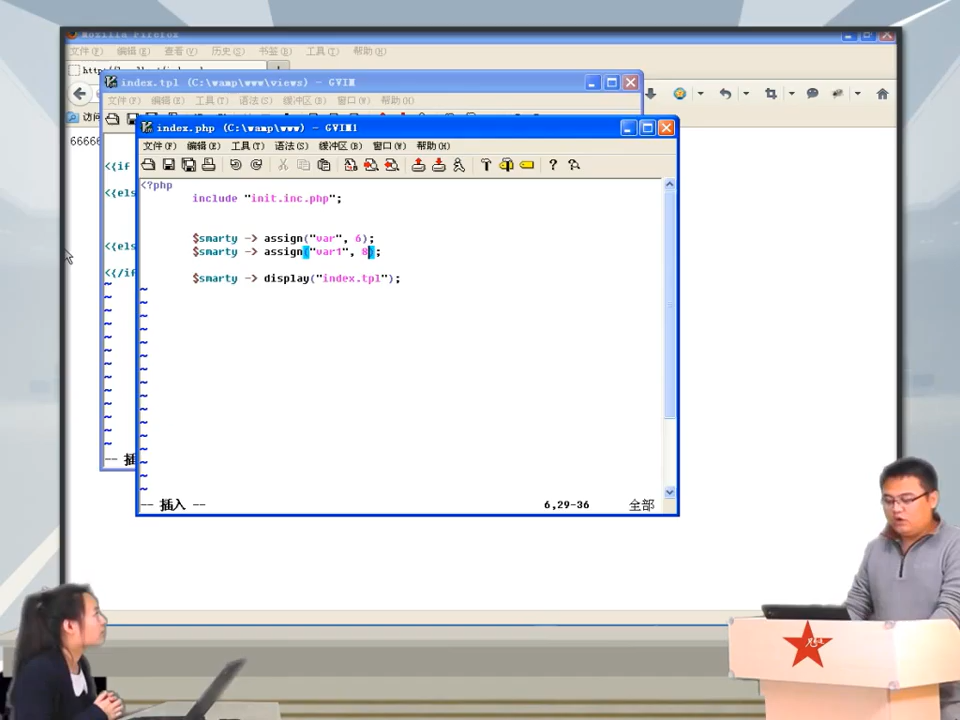 Mozilla Firefox
文件(F) 编辑(E) 查看(V) 历史(S) 书签(B) 工具(T) 帮助(H)
index.tpl (C:\wamp\www\views) - GVIM
文件(F) 编辑(E) 工具(T) 语法(S) 缓冲区(B) 窗口(W) 帮助(H)
66666
<{if
<{els
<{els
<{/if
-- 插
index.php (C:\wamp\www) - GVIM1
文件(F) 编辑(E) 工具(T) 语法(S) 缓冲区(B) 窗口(W) 帮助(H)
<?php
include "init.inc.php";
$smarty -> assign("var", 6);
$smarty -> assign("var1", 8);
$smarty -> display("index.tpl");
-- 插入 -- 6,29-36 全部